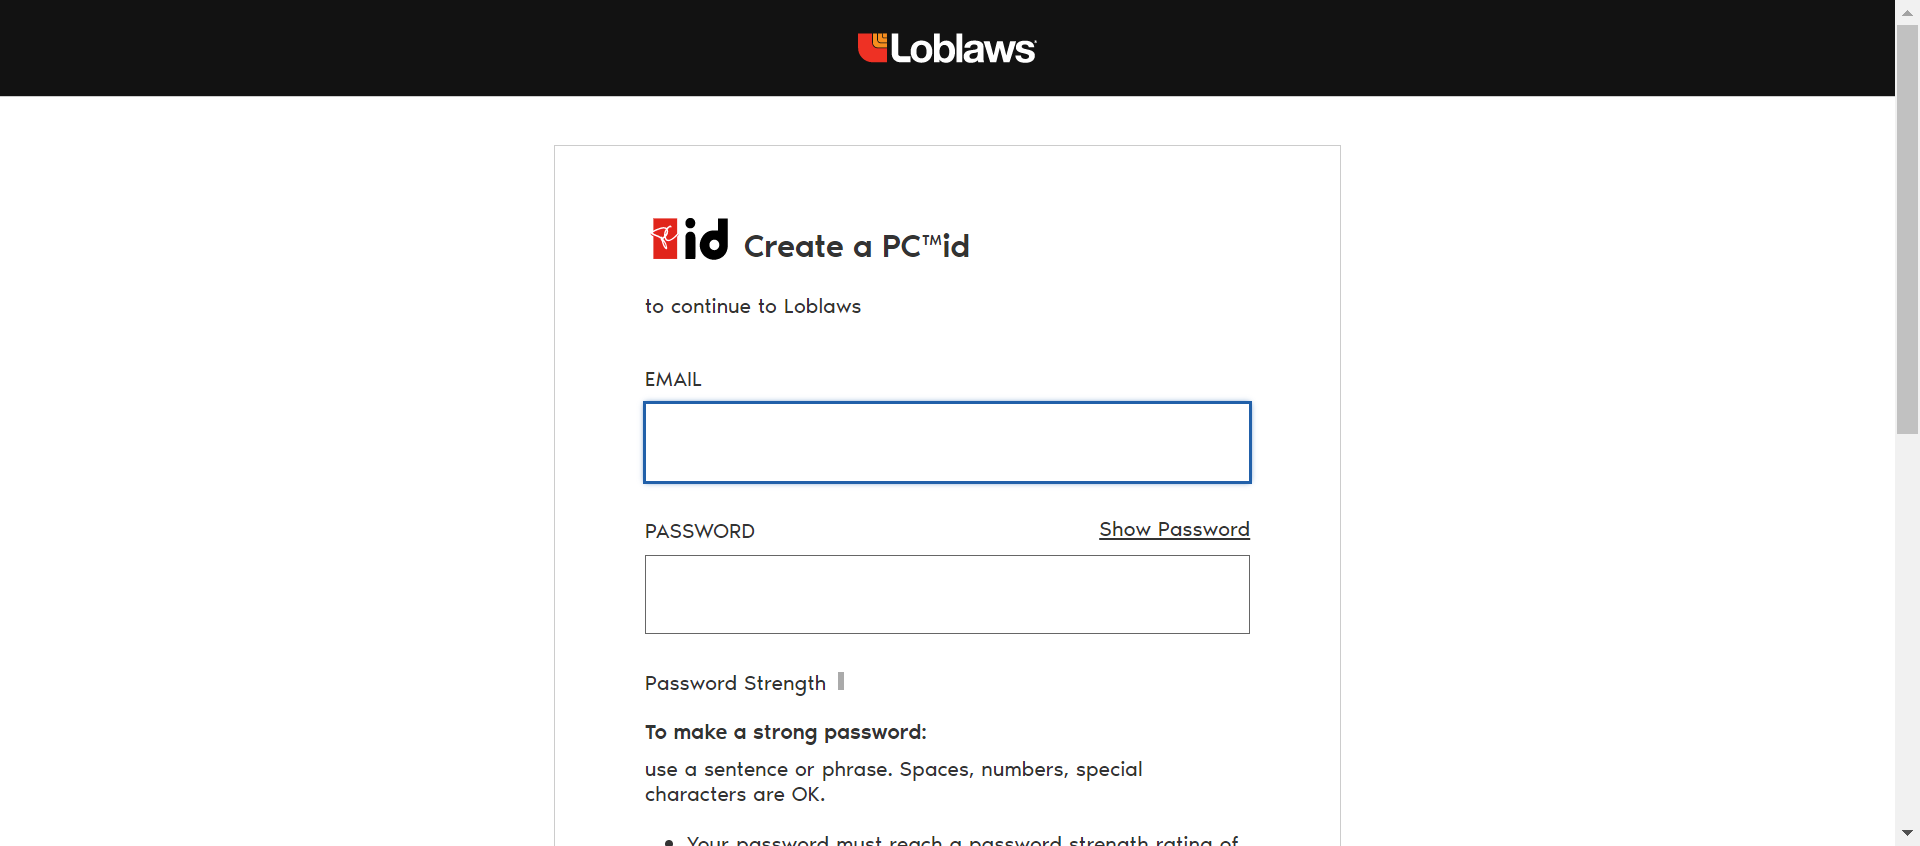 Loblaws
id Create a PC™id
to continue to Loblaws
EMAIL
PASSWORD
Show Password
Password Strength
To make a strong password:
use a sentence or phrase. Spaces, numbers, special
characters are OK.
• Your password must reach a password strength rating of